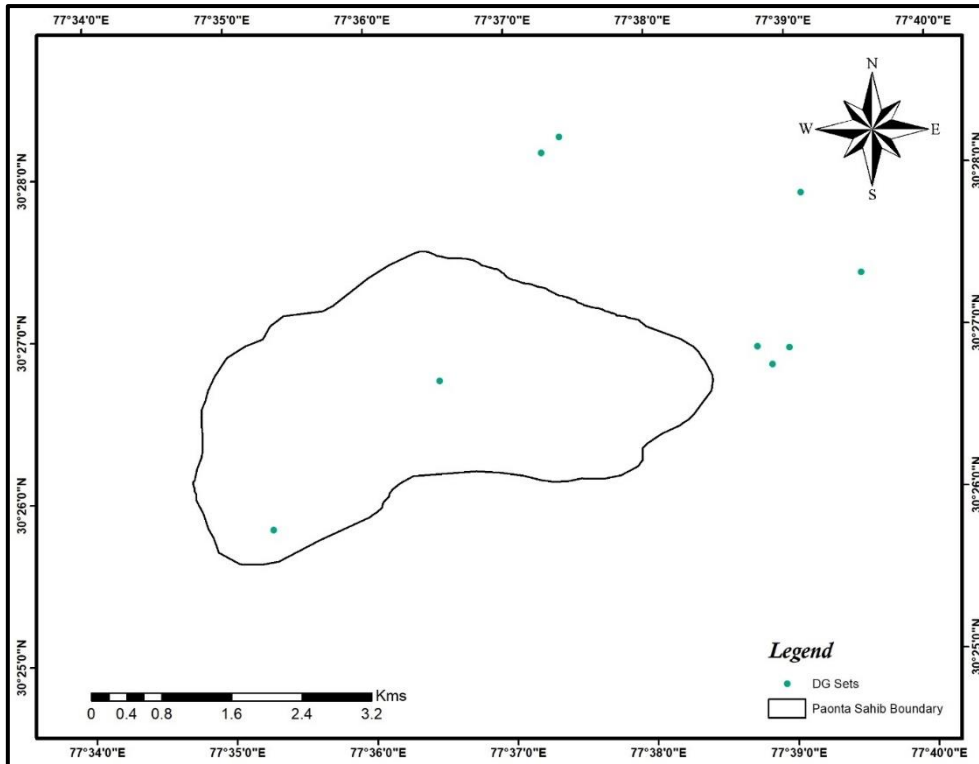 77°34'0"E 77°35'0"E 77°36'0"E 77°37'0"E 77°38'0"E 77°39'0"E 77°40'0"E
N
W E
S
30°28'0"N 30°28'0"N
30°27'0"N 30°27'0"N
30°26'0"N 30°26'0"N
30°25'0"N 30°25'0"N
Legend
DG Sets
Paonta Sahib Boundary
Kms
0 0.4 0.8 1.6 2.4 3.2
77°34'0"E 77°35'0"E 77°36'0"E 77°37'0"E 77°38'0"E 77°39'0"E 77°40'0"E